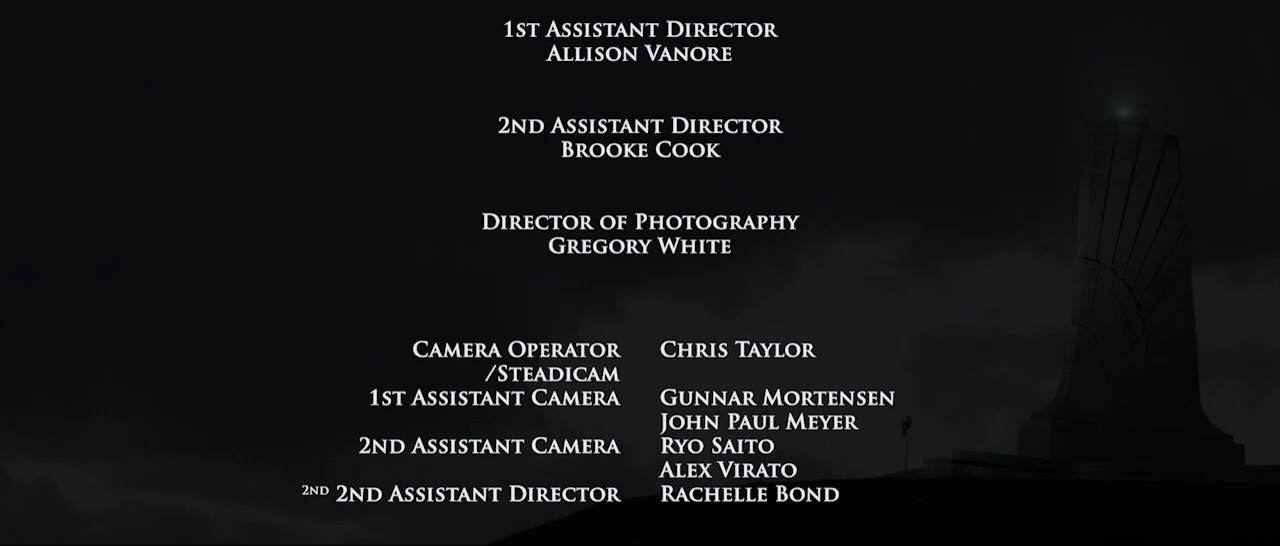 1st Assistant Director
Allison Vanore
2nd Assistant Director
Brooke Cook
Director of Photography
Gregory White
Camera Operator Chris Taylor
/Steadicam
1st Assistant Camera Gunnar Mortensen
John Paul Meyer
2nd Assistant Camera Ryo Saito
Alex Virato
2nd 2nd Assistant Director Rachelle Bond